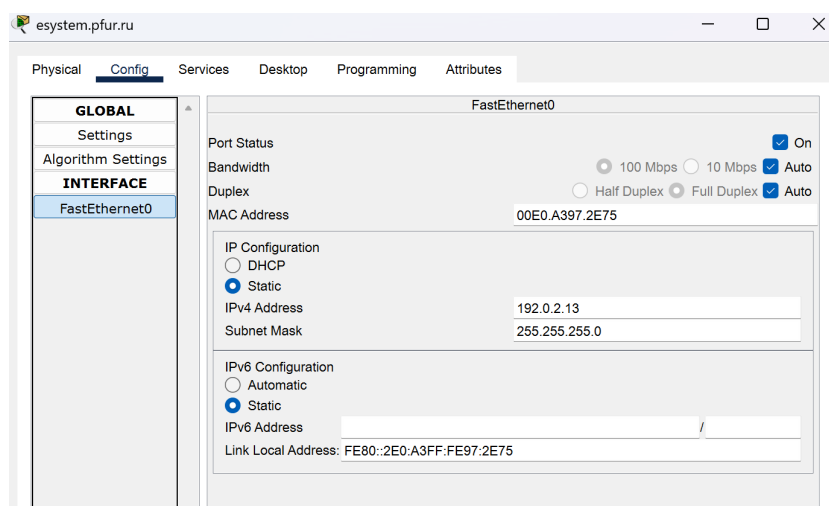 esystem.pfur.ru
Physical Config Services Desktop Programming Attributes
GLOBAL
Settings
Algorithm Settings
INTERFACE
FastEthernet0
FastEthernet0
Port Status On
Bandwidth 100 Mbps 10 Mbps Auto
Duplex Half Duplex Full Duplex Auto
MAC Address 00E0.A397.2E75
IP Configuration
DHCP
Static
IPv4 Address 192.0.2.13
Subnet Mask 255.255.255.0
IPv6 Configuration
Automatic
Static
IPv6 Address /
Link Local Address: FE80::2E0:A3FF:FE97:2E75